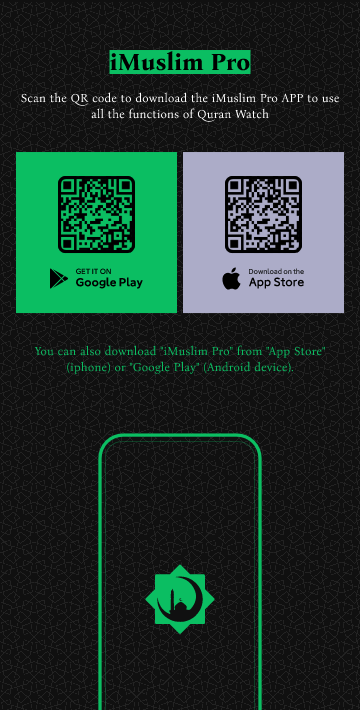 iMuslim Pro
Scan the QR code to download the iMuslim Pro APP to use
all the functions of Quran Watch
GET IT ON
Google Play
Download on the
App Store
You can also download "iMuslim Pro" from "App Store"
(iphone) or "Google Play" (Android device).